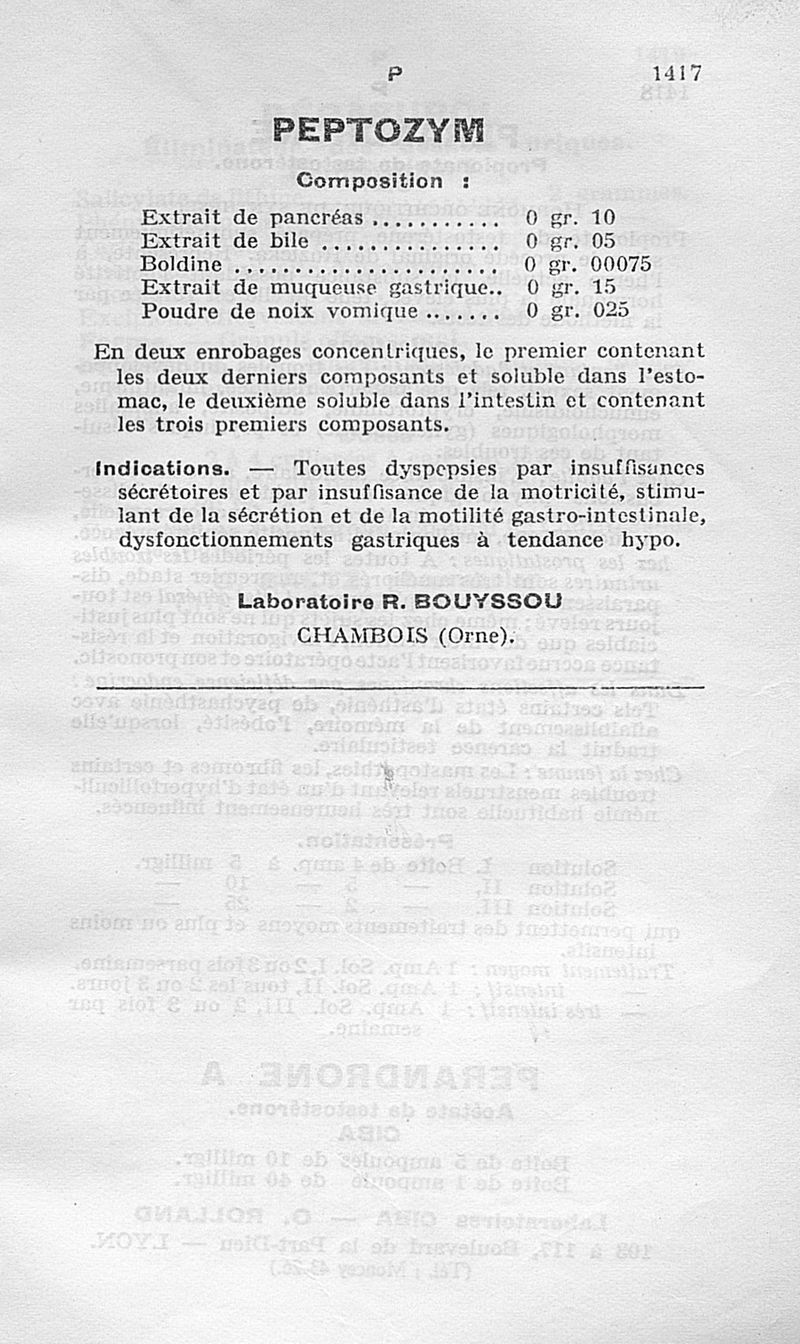 P 1417
PEPTOZYM
Composition :
Extrait de pancréas ........... 0 gr. 10
Extrait de bile ............... 0 gr. 05
Boldine ...................... 0 gr. 00075
Extrait de muqueuse gastrique.. 0 gr. 15
Poudre de noix vomique ....... 0 gr. 025
En deux enrobages concentriques, le premier contenant
les deux derniers composants et soluble dans l'esto-
mac, le deuxième soluble dans l'intestin et contenant
les trois premiers composants.
Indications. — Toutes dyspepsies par insuffisances
sécrétoires et par insuffisance de la motricité, stimu-
lant de la sécrétion et de la motilité gastro-intestinale,
dysfonctionnements gastriques à tendance hypo.
Laboratoire R. BOUYSSOU
CHAMBOIS (Orne).